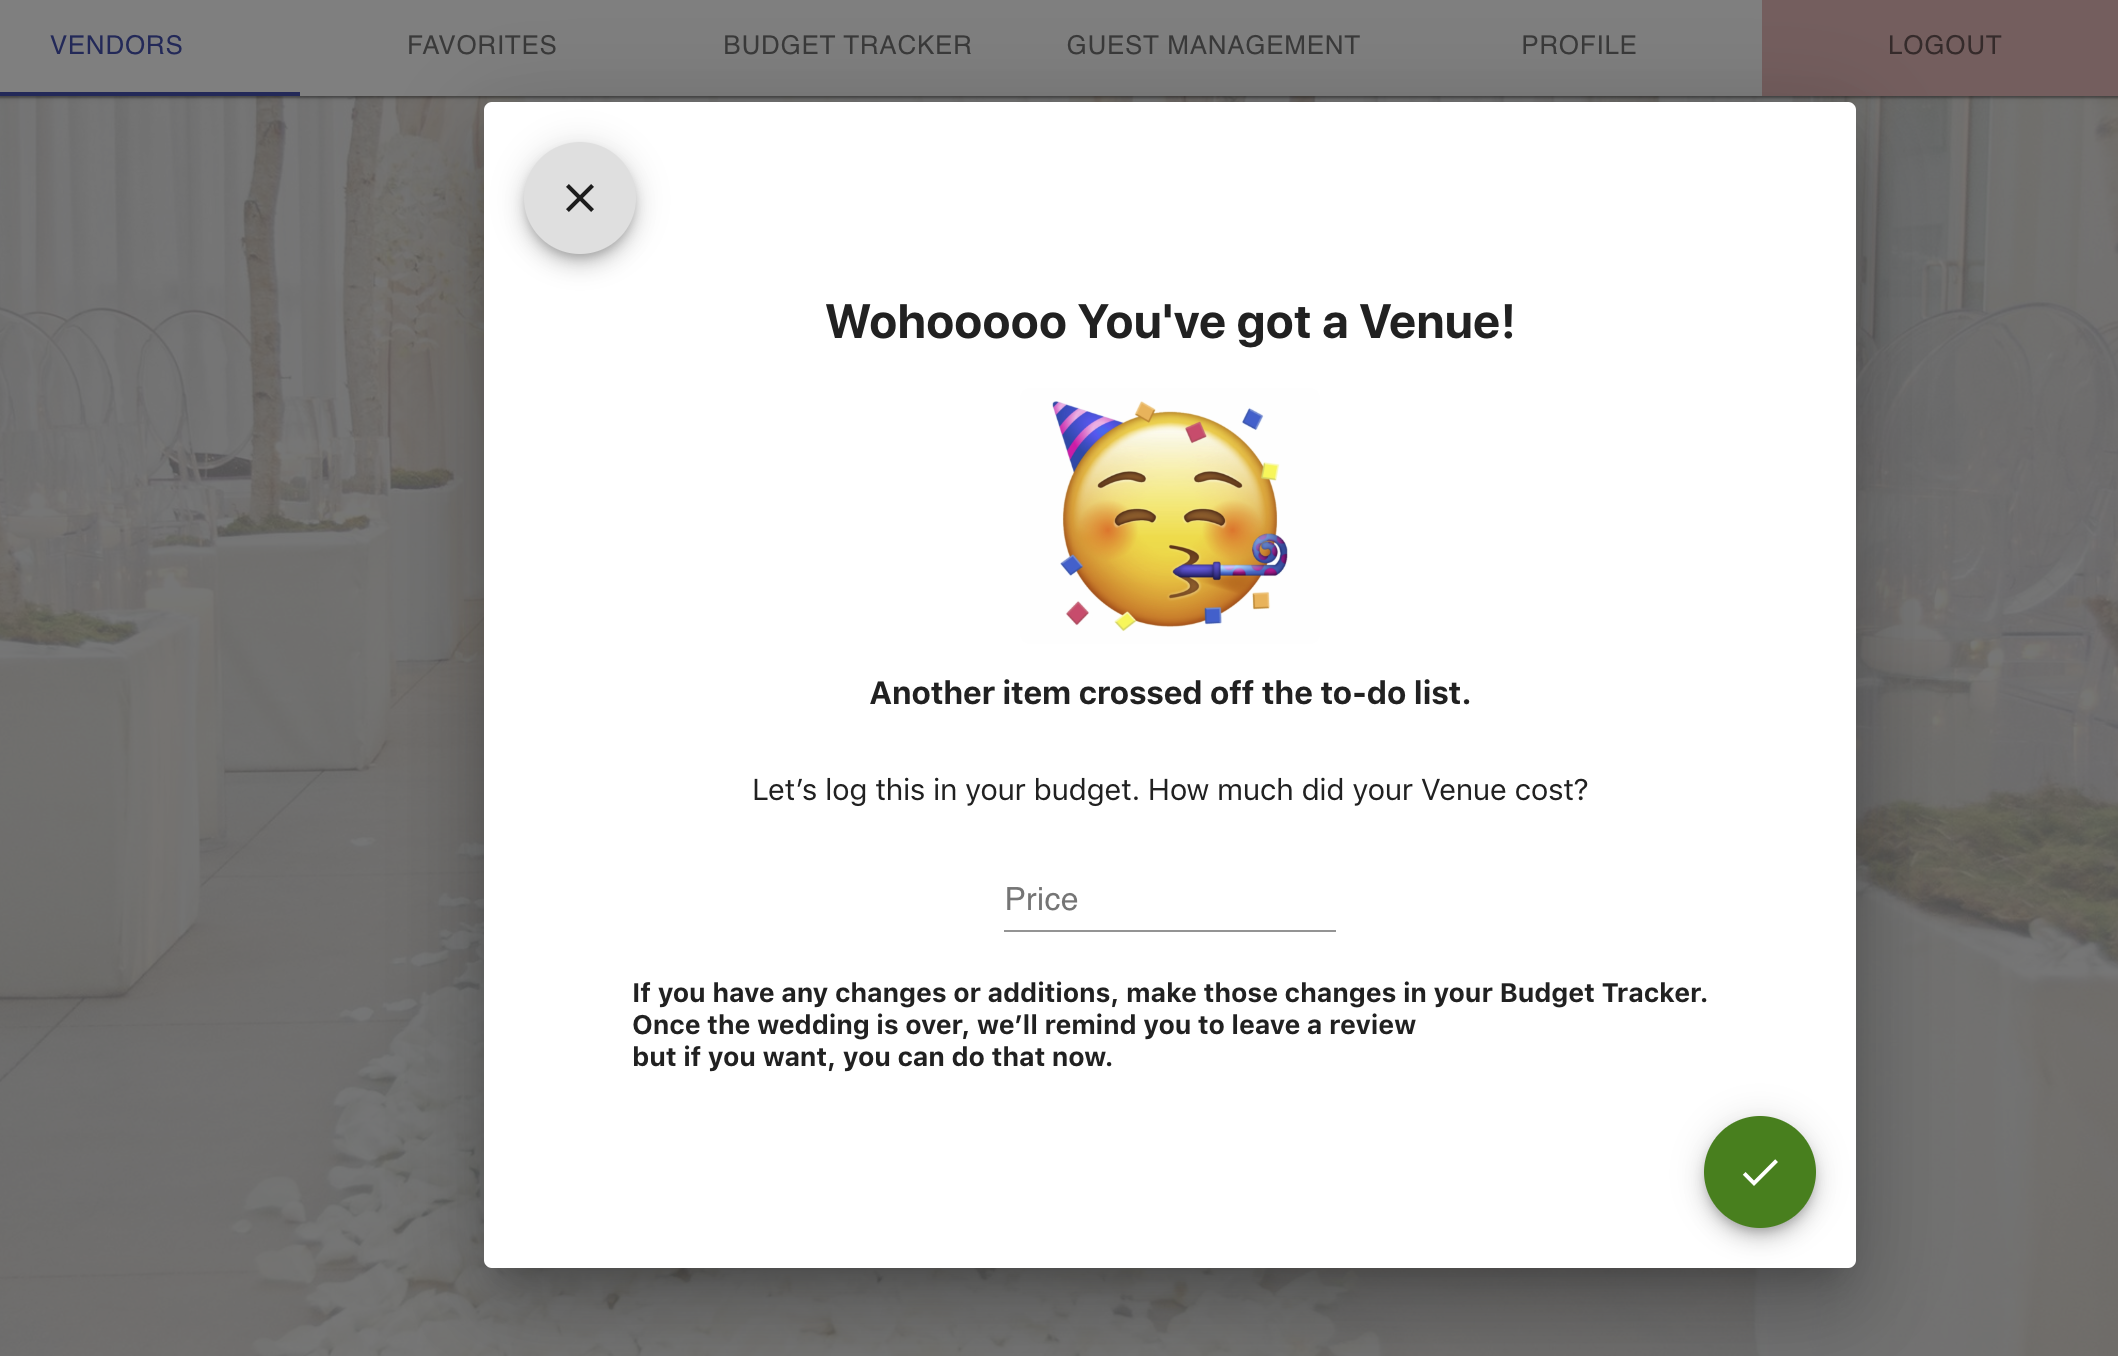 VENDORS FAVORITES BUDGET TRACKER GUEST MANAGEMENT PROFILE LOGOUT
Wohooooo You've got a Venue!
Another item crossed off the to-do list.
Let’s log this in your budget. How much did your Venue cost?
Price
If you have any changes or additions, make those changes in your Budget Tracker.
Once the wedding is over, we’ll remind you to leave a review
but if you want, you can do that now.